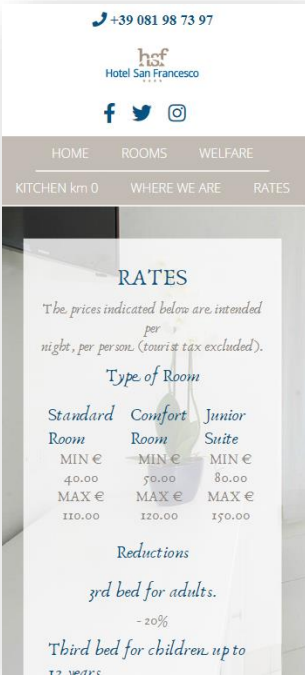 +39 081 98 73 97
hsf
Hotel San Francesco
HOME ROOMS WELFARE
KITCHEN km 0 WHERE WE ARE RATES
RATES
The prices indicated below are intended
per
night, per person (tourist tax excluded).
Type of Room
Standard Comfort Junior
Room Room Suite
MIN € MIN € MIN €
40.00 50.00 80.00
MAX € MAX € MAX €
110.00 120.00 150.00
Reductions
3rd bed for adults.
- 20%
Third bed for children up to
12 years